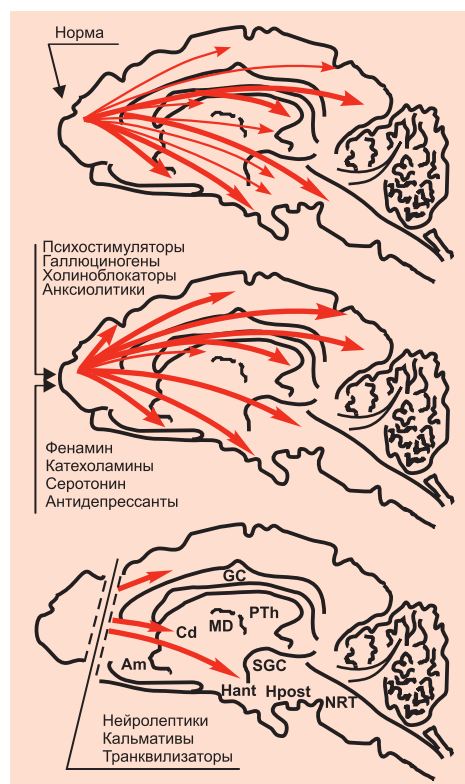 Норма
Психостимуляторы
Галлюциногены
Холиноблокаторы
Анксиолитики
Фенамин
Катехоламины
Серотонин
Антидепрессанты
GC
PTh
MD
Cd
Am
SGC
Hant
Hpost
NRT
Нейролептики
Кальмативы
Транквилизаторы